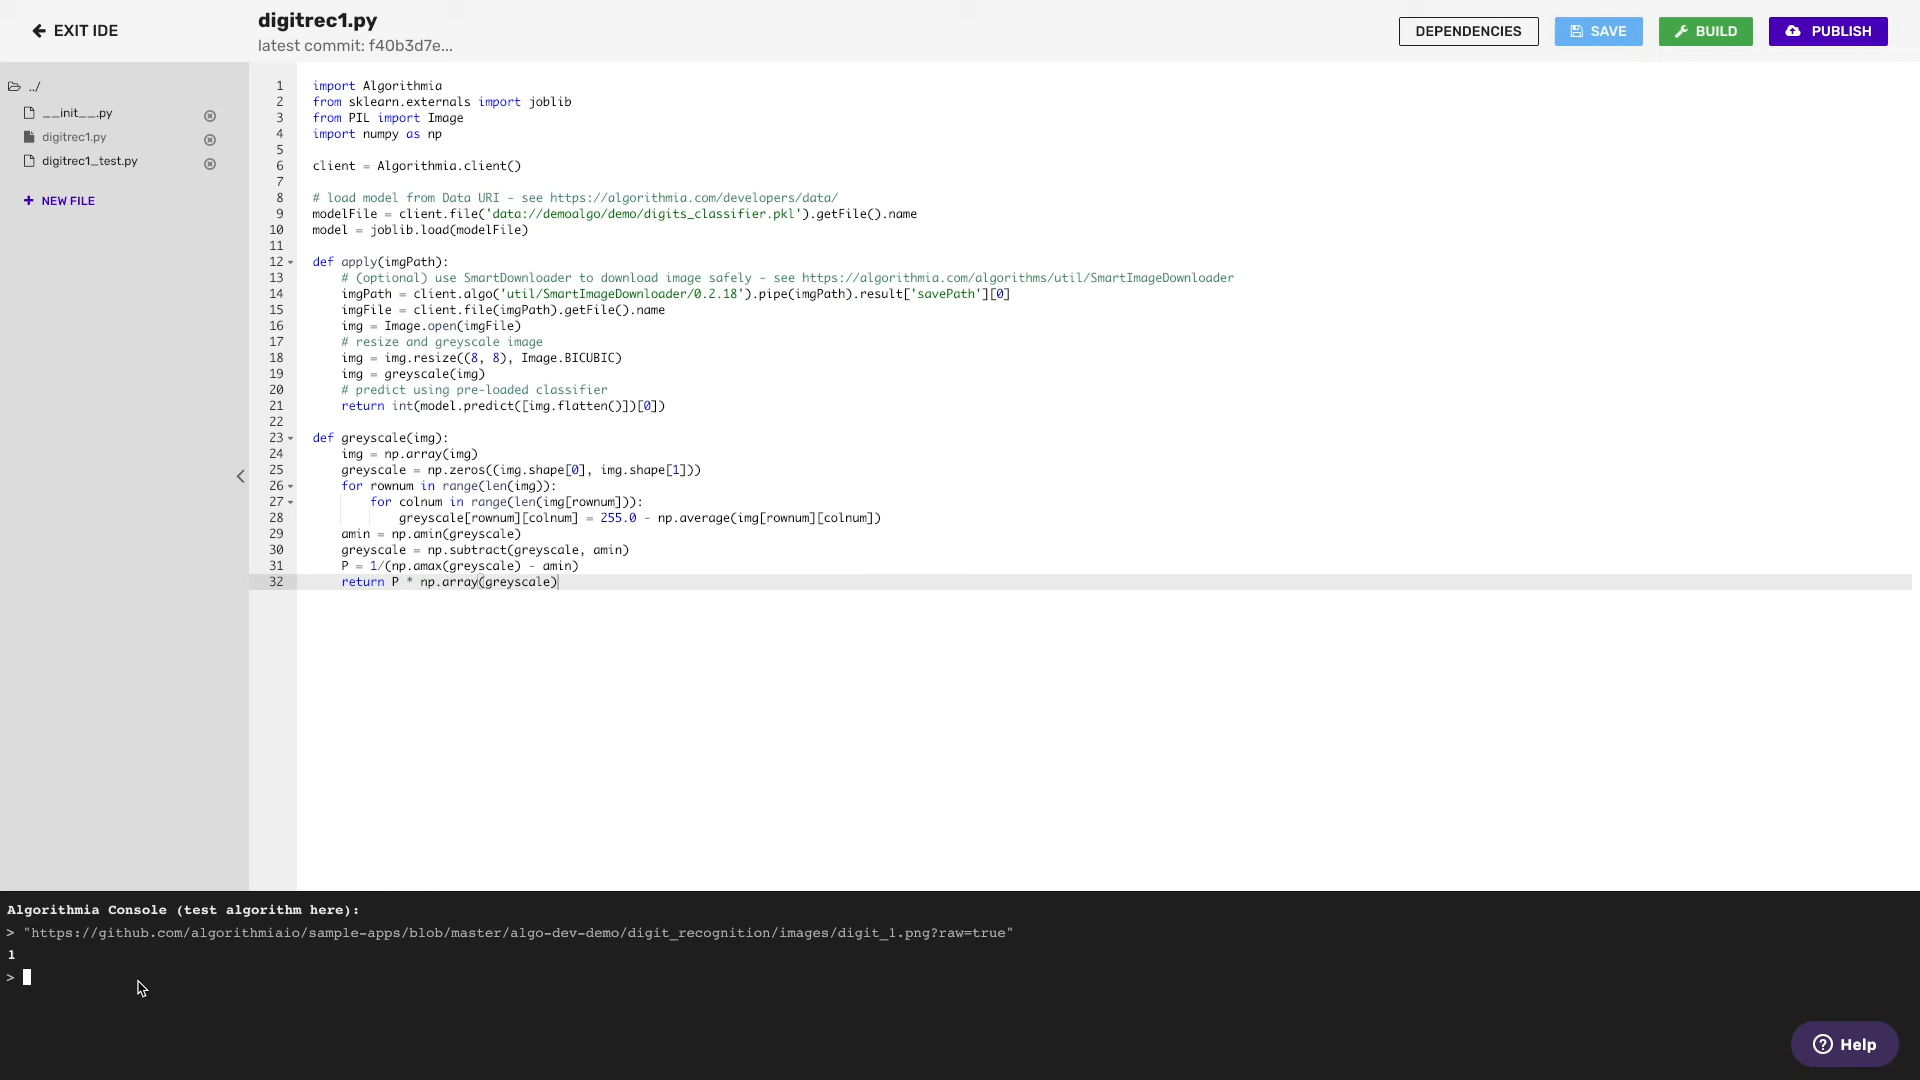 EXIT IDE
digitrec1.py
latest commit: f40b3d7e...
DEPENDENCIES
SAVE
BUILD
PUBLISH
../
__init__.py
digitrec1.py
digitrec1_test.py
+ NEW FILE
1 import Algorithmia
2 from sklearn.externals import joblib
3 from PIL import Image
4 import numpy as np
5
6 client = Algorithmia.client()
7
8 # load model from Data URI - see https://algorithmia.com/developers/data/
9 modelFile = client.file('data://demoalgo/demo/digits_classifier.pkl').getFile().name
10 model = joblib.load(modelFile)
11
12 def apply(imgPath):
13     # (optional) use SmartDownloader to download image safely - see https://algorithmia.com/algorithms/util/SmartImageDownloader
14     imgPath = client.algo('util/SmartImageDownloader/0.2.18').pipe(imgPath).result['savePath'][0]
15     imgFile = client.file(imgPath).getFile().name
16     img = Image.open(imgFile)
17     # resize and greyscale image
18     img = img.resize((8, 8), Image.BICUBIC)
19     img = greyscale(img)
20     # predict using pre-loaded classifier
21     return int(model.predict([img.flatten()])[0])
22
23 def greyscale(img):
24     img = np.array(img)
25     greyscale = np.zeros((img.shape[0], img.shape[1]))
26     for rownum in range(len(img)):
27         for colnum in range(len(img[rownum])):
28             greyscale[rownum][colnum] = 255.0 - np.average(img[rownum][colnum])
29     amin = np.amin(greyscale)
30     greyscale = np.subtract(greyscale, amin)
31     P = 1/(np.amax(greyscale) - amin)
32     return P * np.array(greyscale)
Algorithmia Console (test algorithm here):
> "https://github.com/algorithmiaio/sample-apps/blob/master/algo-dev-demo/digit_recognition/images/digit_1.png?raw=true"
1
>
Help